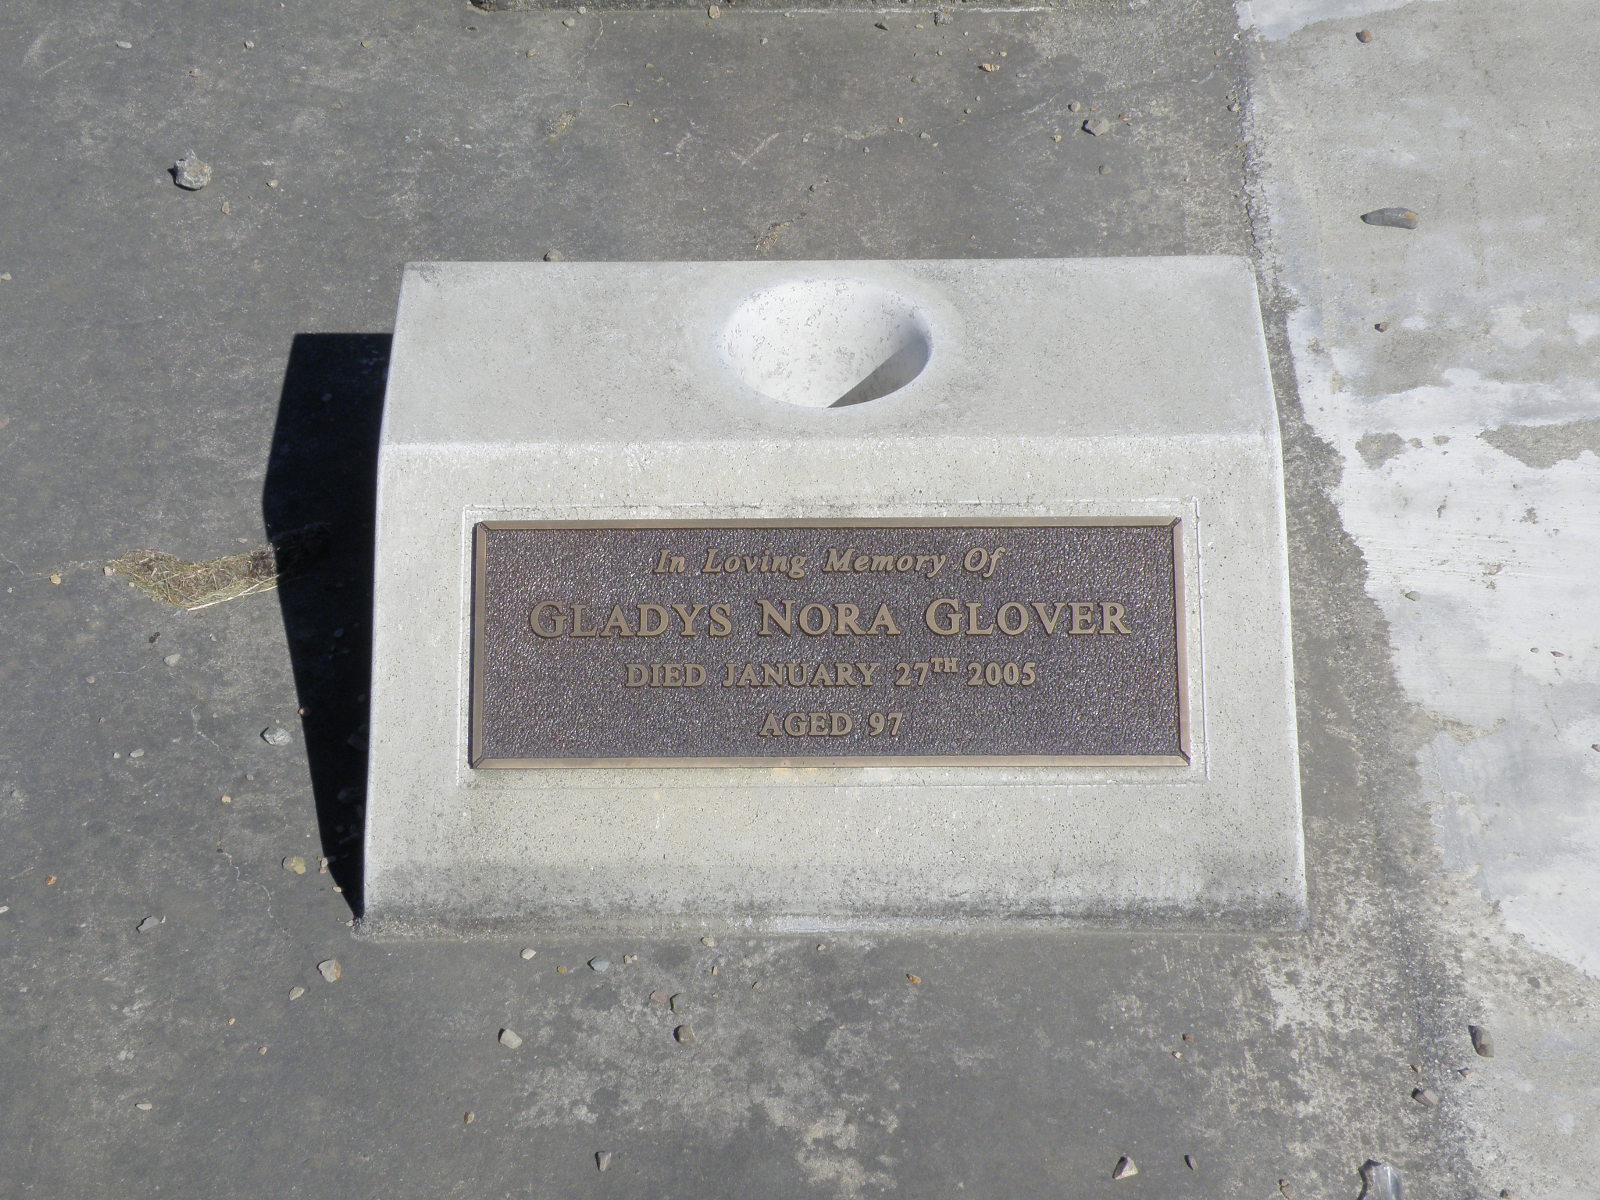 In Loving Memory Of
GLADYS NORA GLOVER
DIED JANUARY 27TH 2005
AGED 97